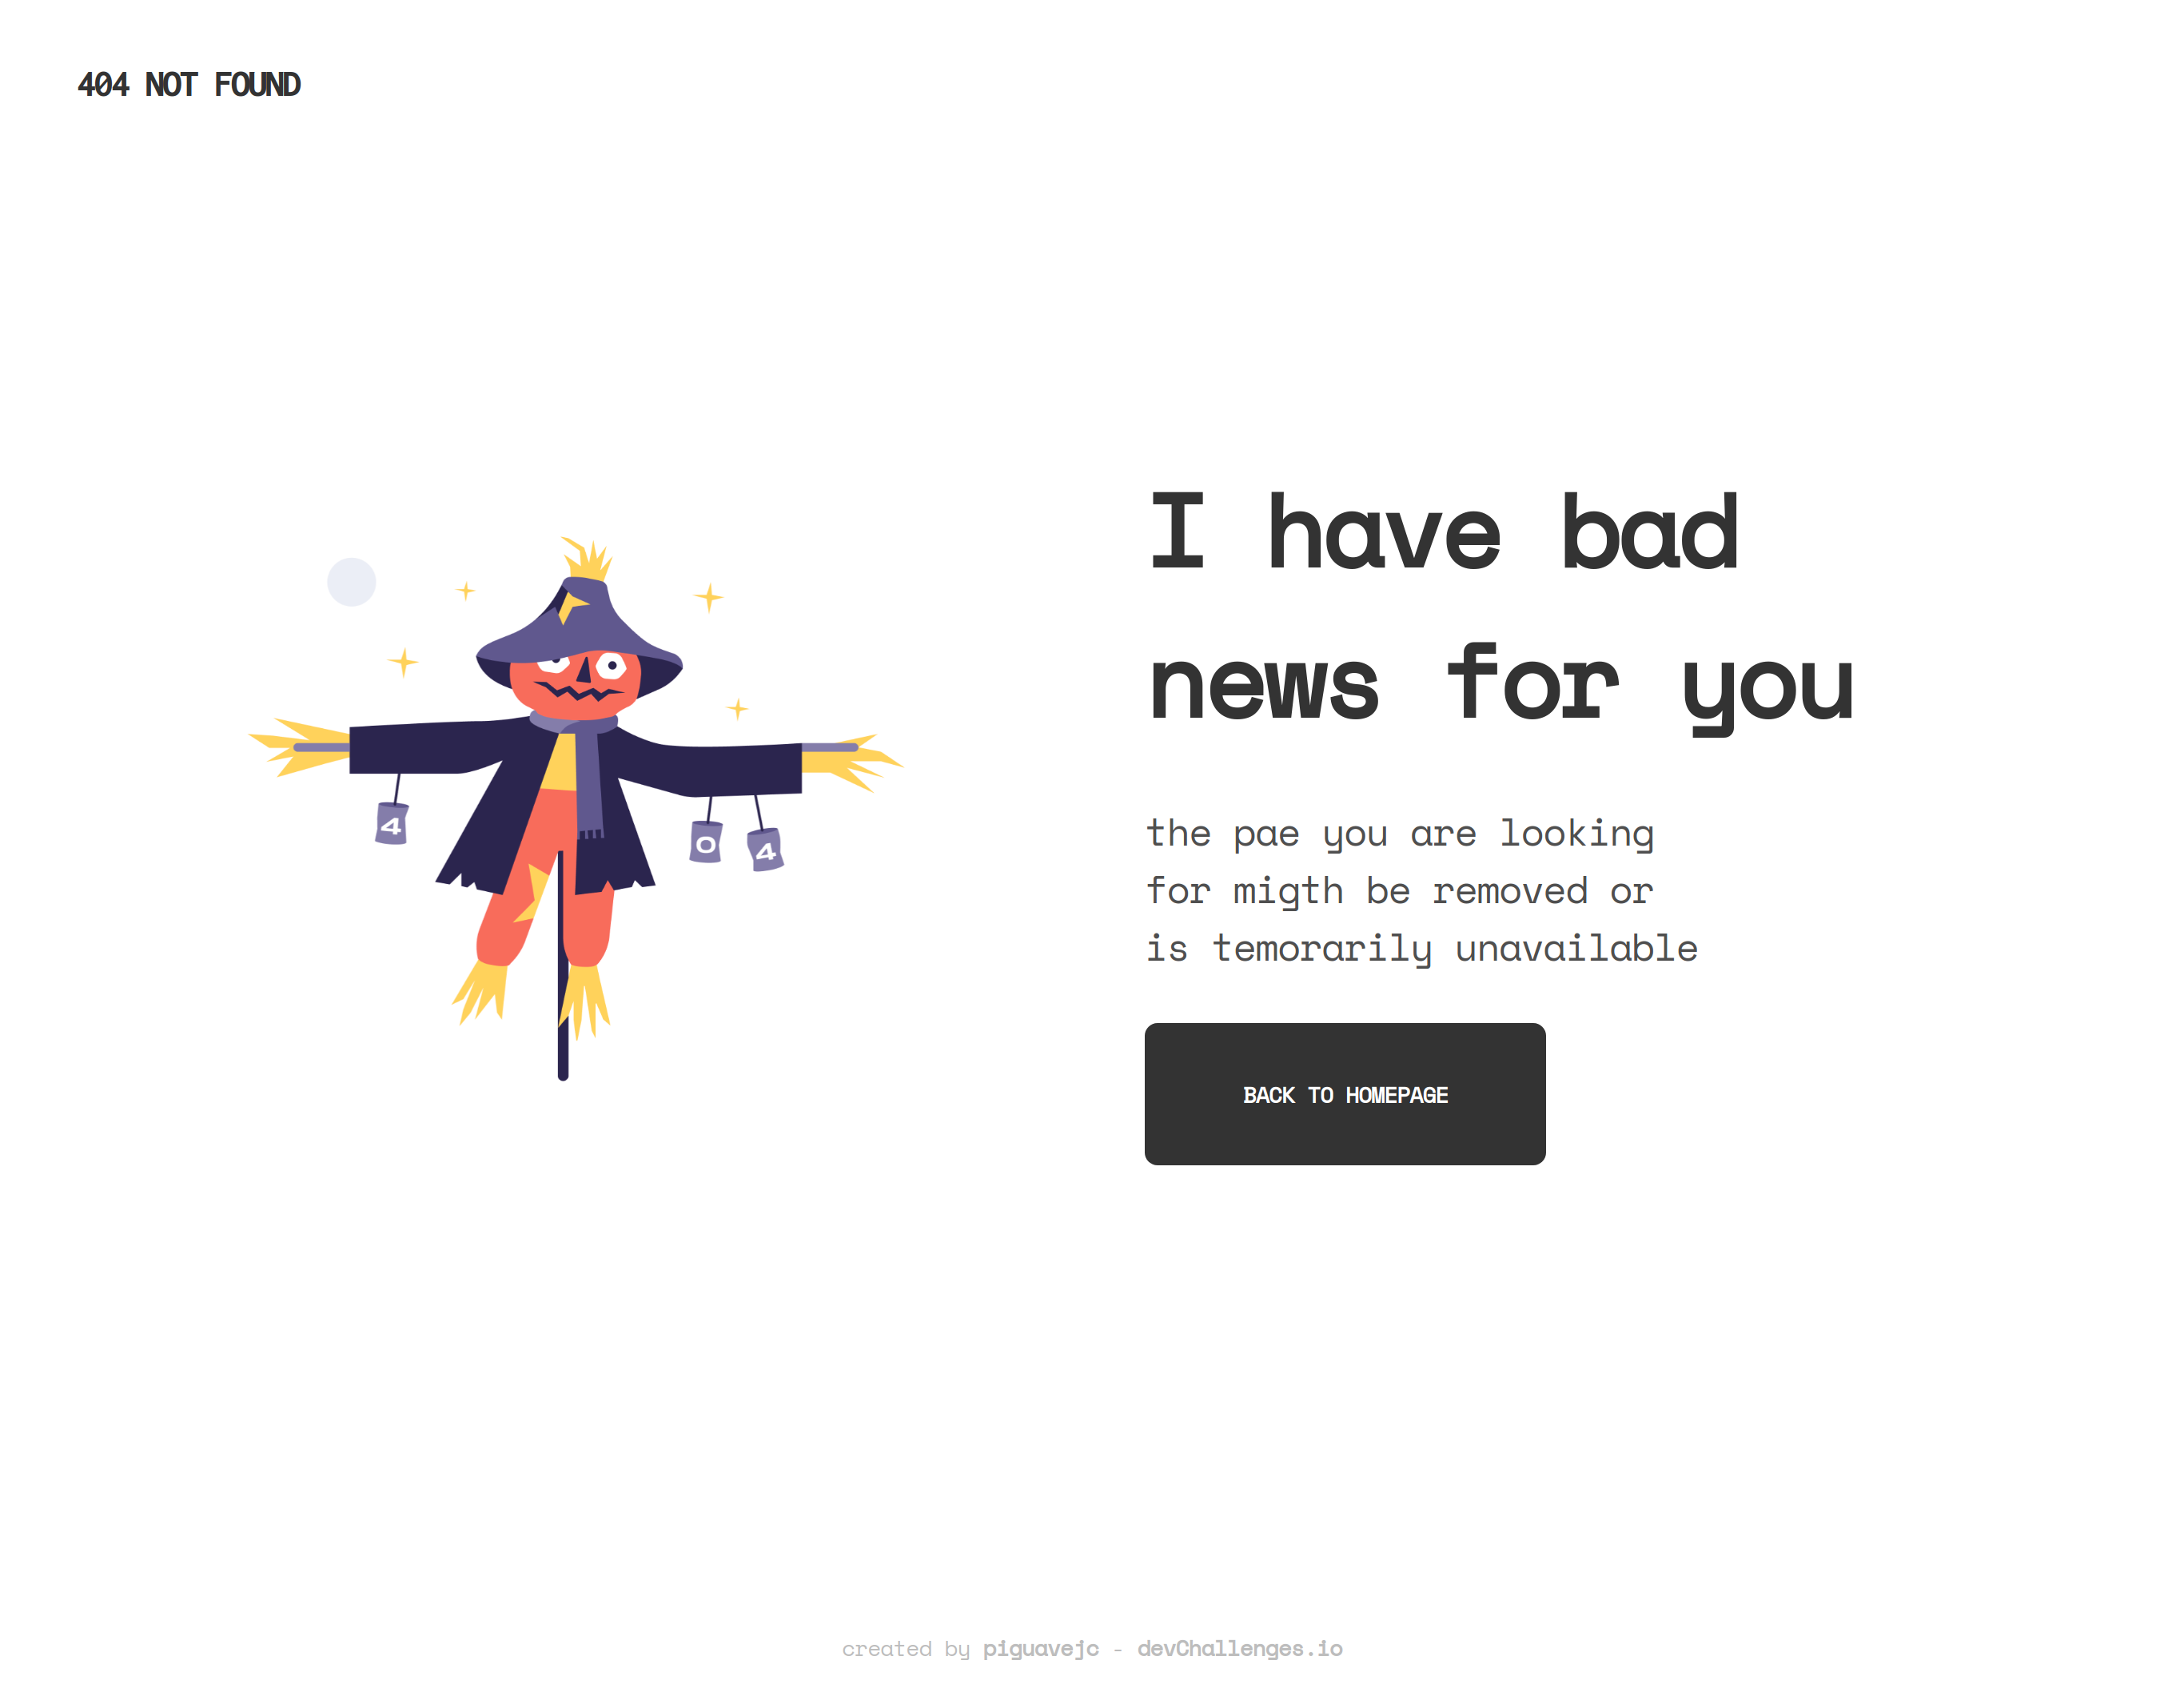 404 NOT FOUND
I have bad
news for you
the pae you are looking
for migth be removed or
is temorarily unavailable
4
0
4
BACK TO HOMEPAGE
created by piguavejc - devChallenges.io